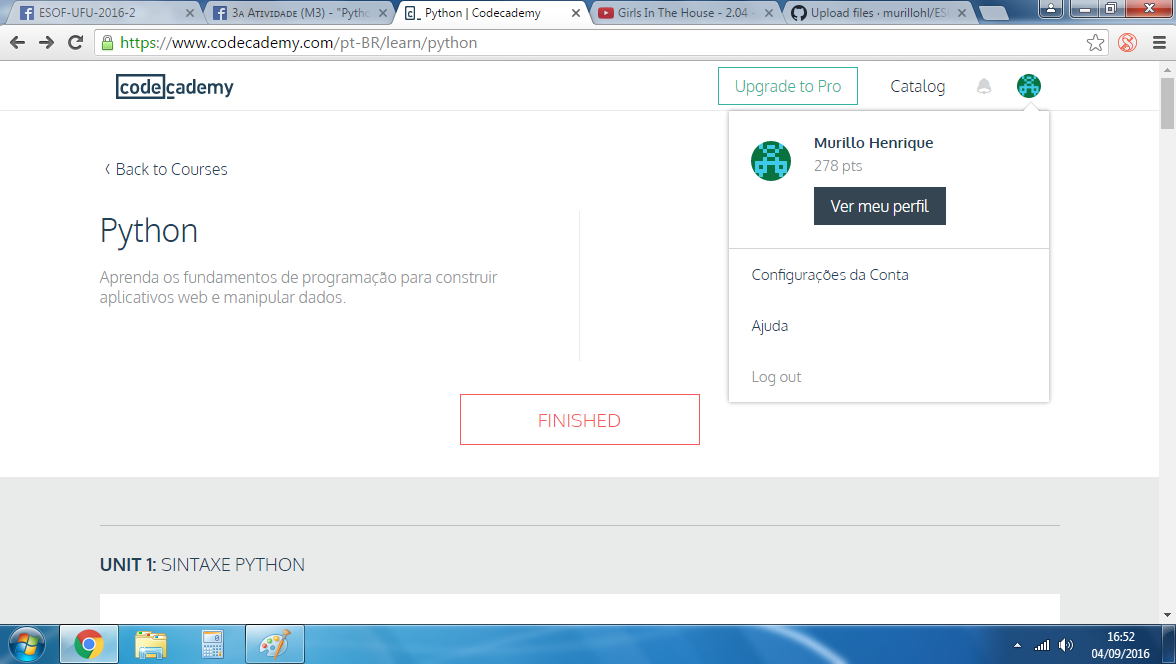 ESOF-UFU-2016-2
3a Atividade (M3) - "Pytho
Python | Codecademy
Girls In The House - 2.04 -
Upload files · murillohl/ES
https://www.codecademy.com/pt-BR/learn/python
codecademy
Upgrade to Pro
Catalog
Murillo Henrique
278 pts
Ver meu perfil
Configurações da Conta
Ajuda
Log out
‹ Back to Courses
Python
Aprenda os fundamentos de programação para construir
aplicativos web e manipular dados.
FINISHED
UNIT 1: SINTAXE PYTHON
16:52
04/09/2016